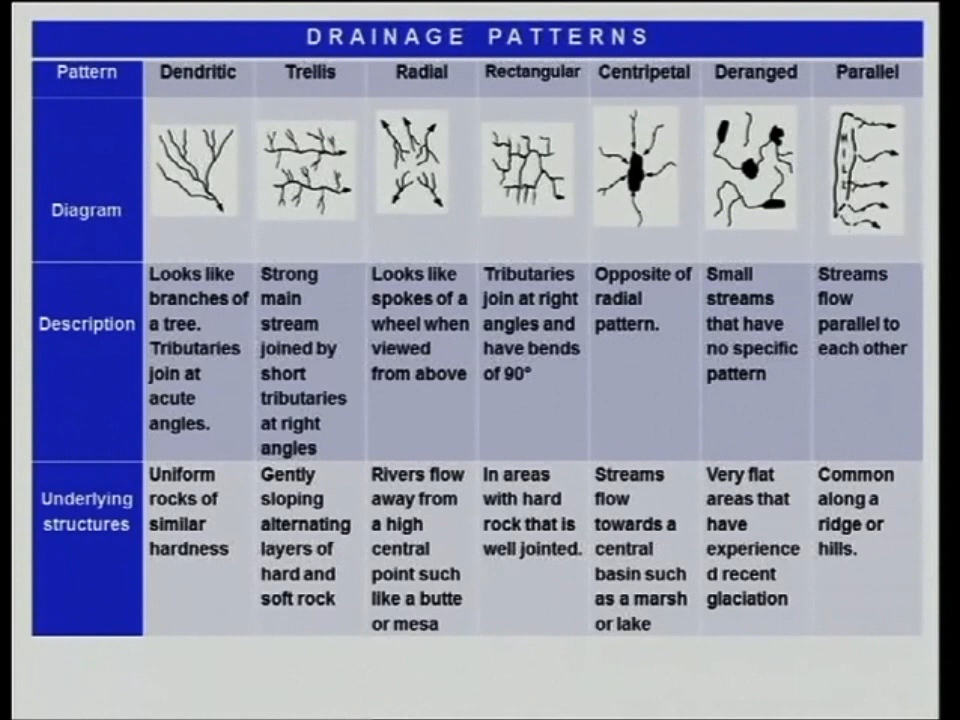 DRAINAGE PATTERNS
Pattern Dendritic Trellis Radial Rectangular Centripetal Deranged Parallel
Diagram
HILL
Description
Looks like
branches of
a tree.
Tributaries
join at
acute
angles.
Strong
main
stream
joined by
short
tributaries
at right
angles
Looks like
spokes of a
wheel when
viewed
from above
Tributaries
join at right
angles and
have bends
of 90°
Opposite of
radial
pattern.
Small
streams
that have
no specific
pattern
Streams
flow
parallel to
each other
Underlying
structures
Uniform
rocks of
similar
hardness
Gently
sloping
alternating
layers of
hard and
soft rock
Rivers flow
away from
a high
central
point such
like a butte
or mesa
In areas
with hard
rock that is
well jointed.
Streams
flow
towards a
central
basin such
as a marsh
or lake
Very flat
areas that
have
experience
d recent
glaciation
Common
along a
ridge or
hills.